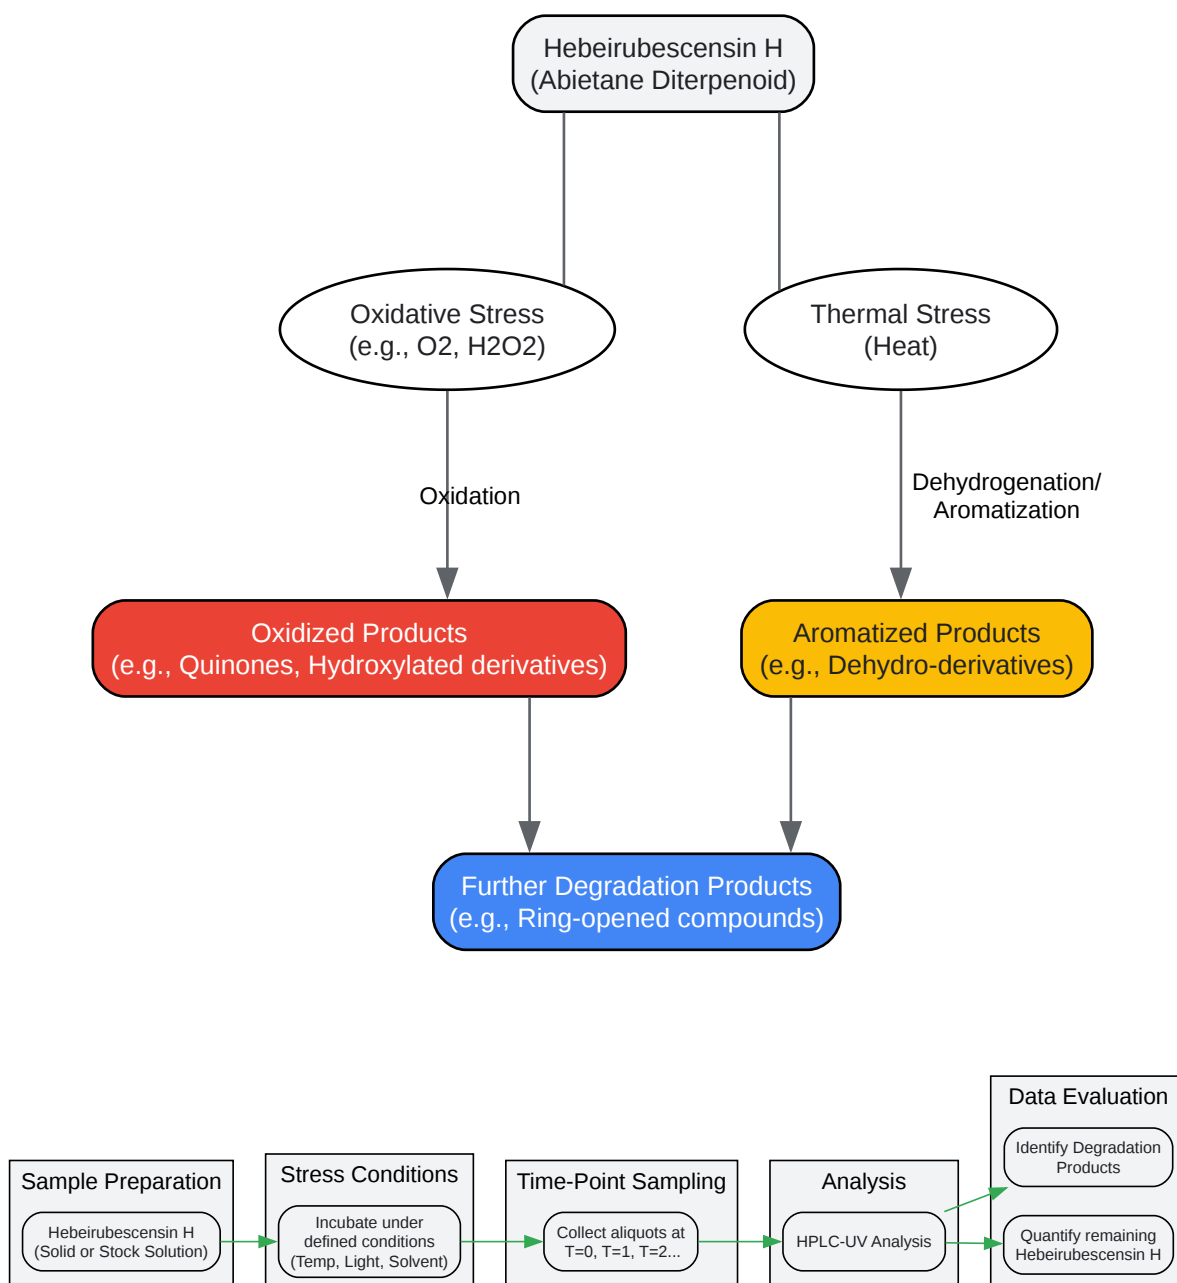 Hebeirubescensin H
(Abietane Diterpenoid)
Oxidative Stress
(e.g., O2, H2O2)
Thermal Stress
(Heat)
Oxidation
Dehydrogenation/
Aromatization
Oxidized Products
(e.g., Quinones, Hydroxylated derivatives)
Aromatized Products
(e.g., Dehydro-derivatives)
Further Degradation Products
(e.g., Ring-opened compounds)
Sample Preparation
Hebeirubescensin H
(Solid or Stock Solution)
Stress Conditions
Incubate under
defined conditions
(Temp, Light, Solvent)
Time-Point Sampling
Collect aliquots at
T=0, T=1, T=2...
Analysis
HPLC-UV Analysis
Data Evaluation
Identify Degradation
Products
Quantify remaining
Hebeirubescensin H